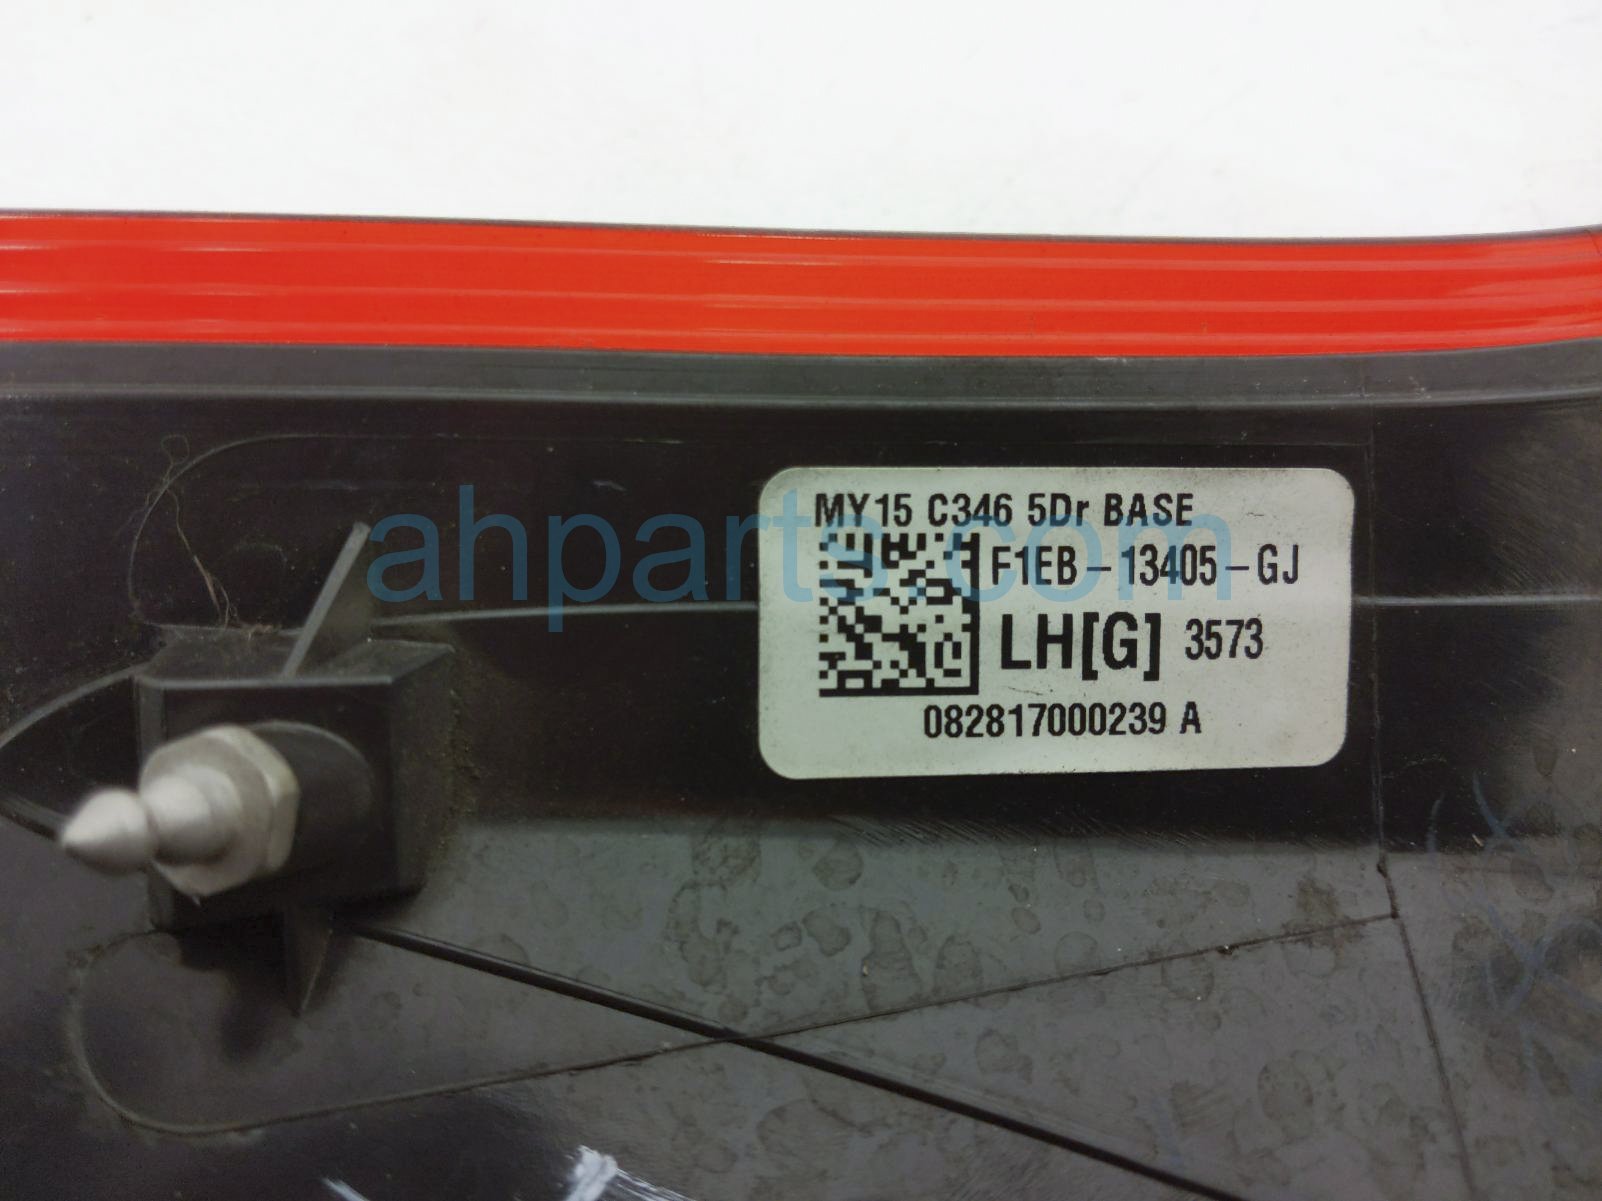 MY15 C346 5Dr BASE
F1EB-13405-GJ
LH[G] 3573
082817000239 A
ahparts.com